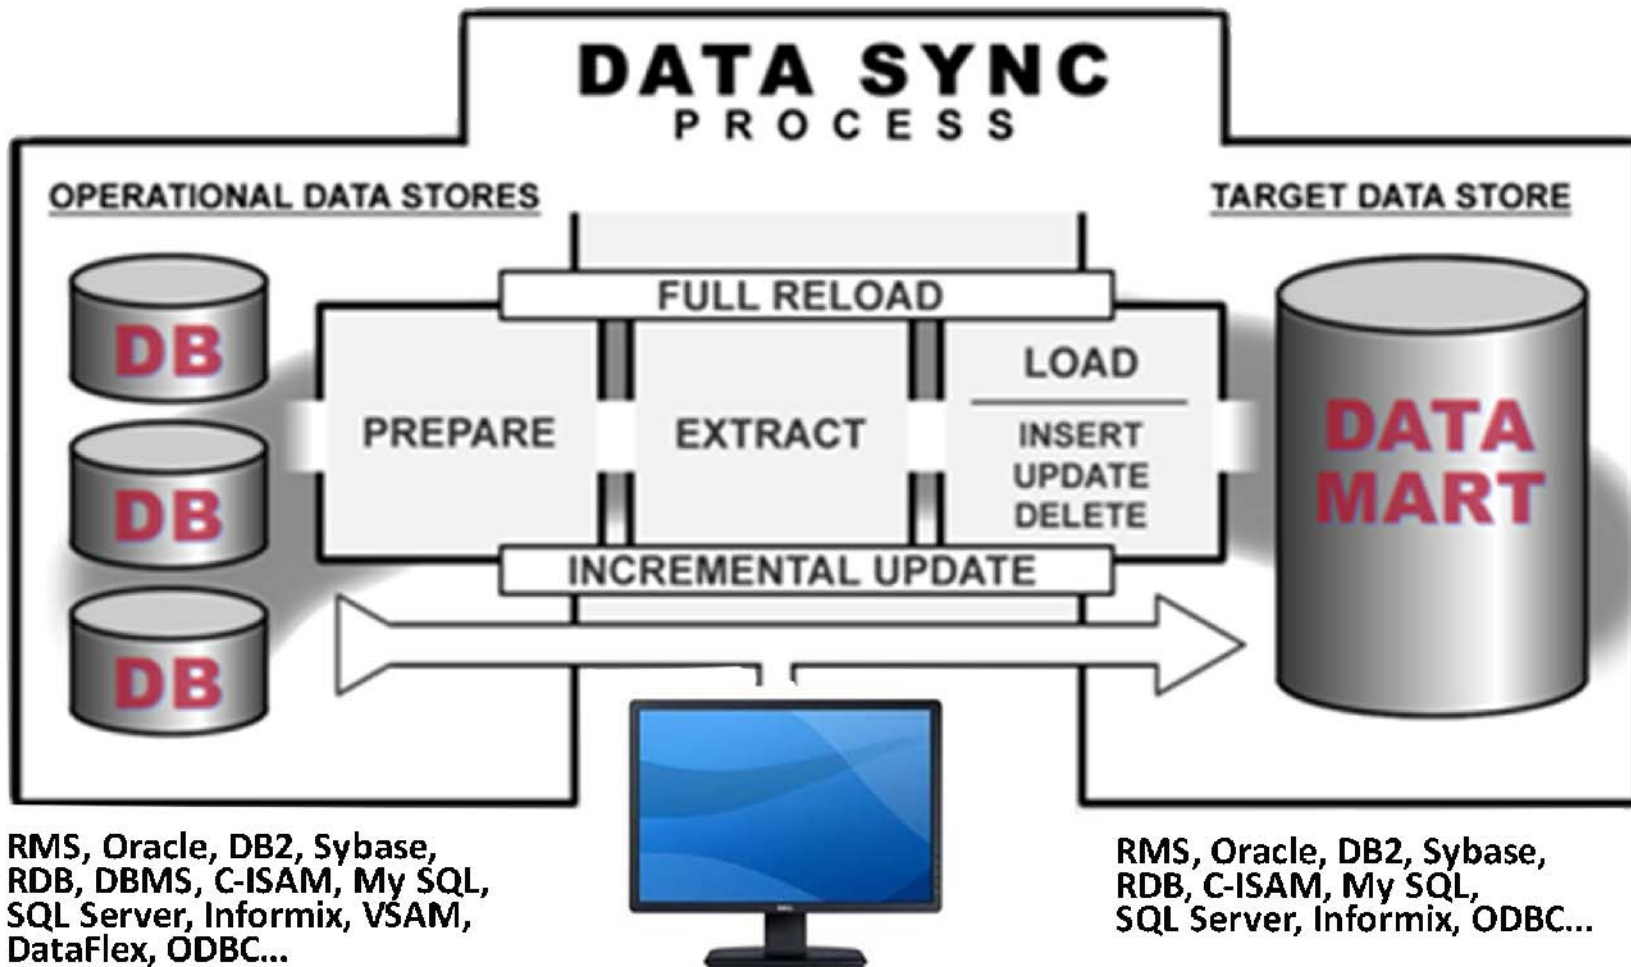 DATA SYNC
PROCESS
OPERATIONAL DATA STORES
TARGET DATA STORE
DB
DB
DB
FULL RELOAD
PREPARE
EXTRACT
LOAD
INSERT
UPDATE
DELETE
INCREMENTAL UPDATE
DATA
MART
RMS, Oracle, DB2, Sybase,
RDB, DBMS, C-ISAM, My SQL,
SQL Server, Informix, VSAM,
DataFlex, ODBC...
RMS, Oracle, DB2, Sybase,
RDB, C-ISAM, My SQL,
SQL Server, Informix, ODBC...